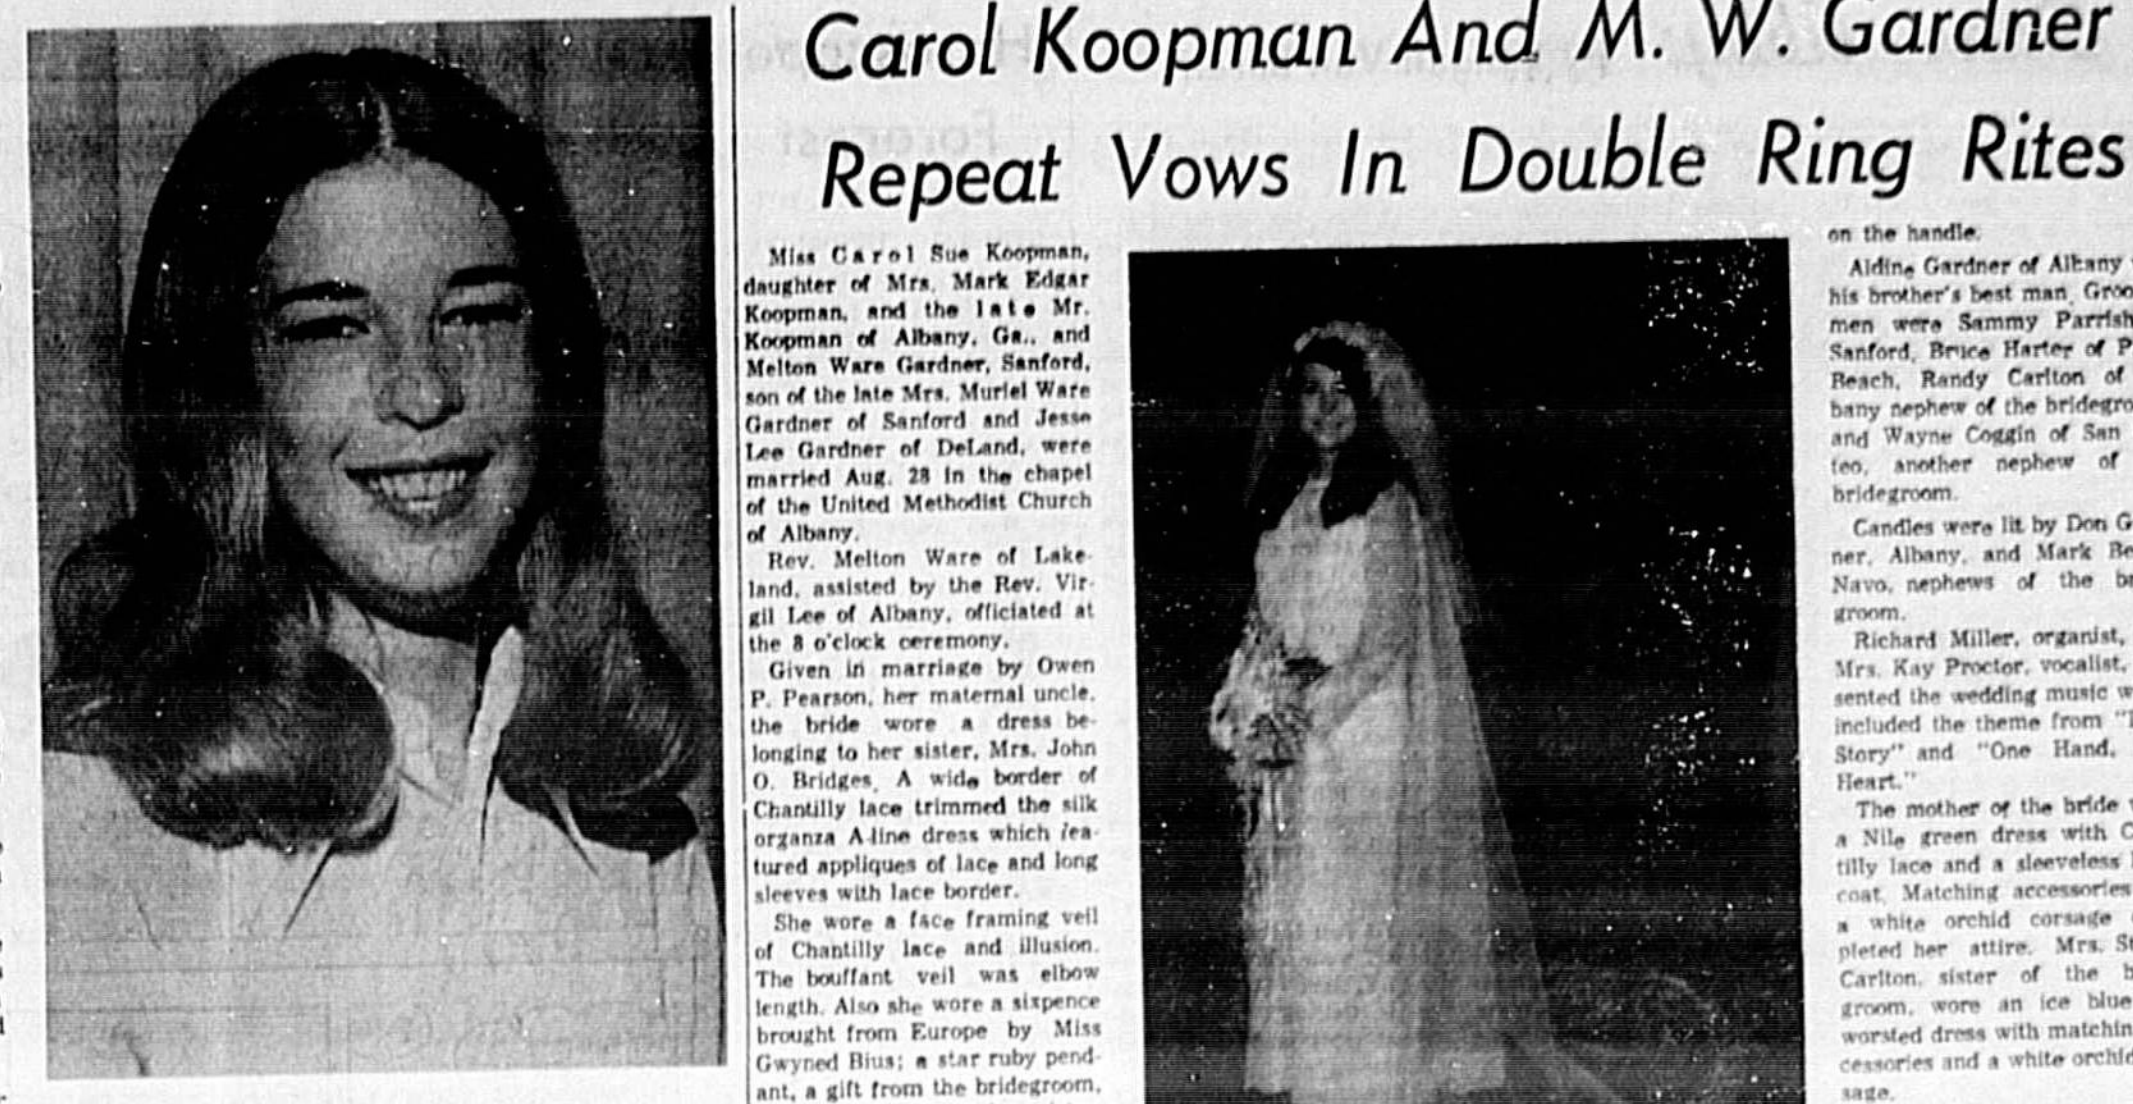 Carol Koopman And M. W. Gardner
Repeat Vows In Double Ring Rites
Miss Carol Sue Koopman,
daughter of Mrs. Mark Edgar
Koopman, and the late Mr.
Koopman of Albany, Ga., and
Melton Ware Gardner, Sanford,
son of the late Mrs. Muriel Ware
Gardner of Sanford and Jesse
Lee Gardner of DeLand, were
married Aug. 28 in the chapel
of the United Methodist Church
of Albany.
Rev. Melton Ware of Lake-
land, assisted by the Rev. Vir-
gil Lee of Albany, officiated at
the 8 o'clock ceremony.
Given in marriage by Owen
P. Pearson, her maternal uncle,
the bride wore a dress be-
longing to her sister, Mrs. John
O. Bridges. A wide border of
Chantilly lace trimmed the silk
organza A-line dress which fea-
tured appliques of lace and long
sleeves with lace border.
She wore a face framing veil
of Chantilly lace and illusion.
The bouffant veil was elbow
length. Also she wore a sixpence
brought from Europe by Miss
Gwyned Bius; a star ruby pend-
ant, a gift from the bridegroom,
on the handle.
Aldine Gardner of Albany
his brother's best man. Groo
men were Sammy Parrish
Sanford, Bruce Harter of P
Beach, Randy Carlton of
bany nephew of the bridegro
and Wayne Coggin of San
teo, another nephew of
bridegroom.
Candles were lit by Don G
ner, Albany, and Mark Be
Navo, nephews of the br
groom.
Richard Miller, organist,
Mrs. Kay Proctor, vocalist,
sented the wedding music w
included the theme from "
Story" and "One Hand,
Heart."
The mother of the bride
a Nile green dress with C
tilly lace and a sleeveless
coat. Matching accessories
a white orchid corsage
pleted her attire. Mrs. St
Carlton, sister of the b
groom, wore an ice blue
worsted dress with matchin
cessories and a white orchid
sage.